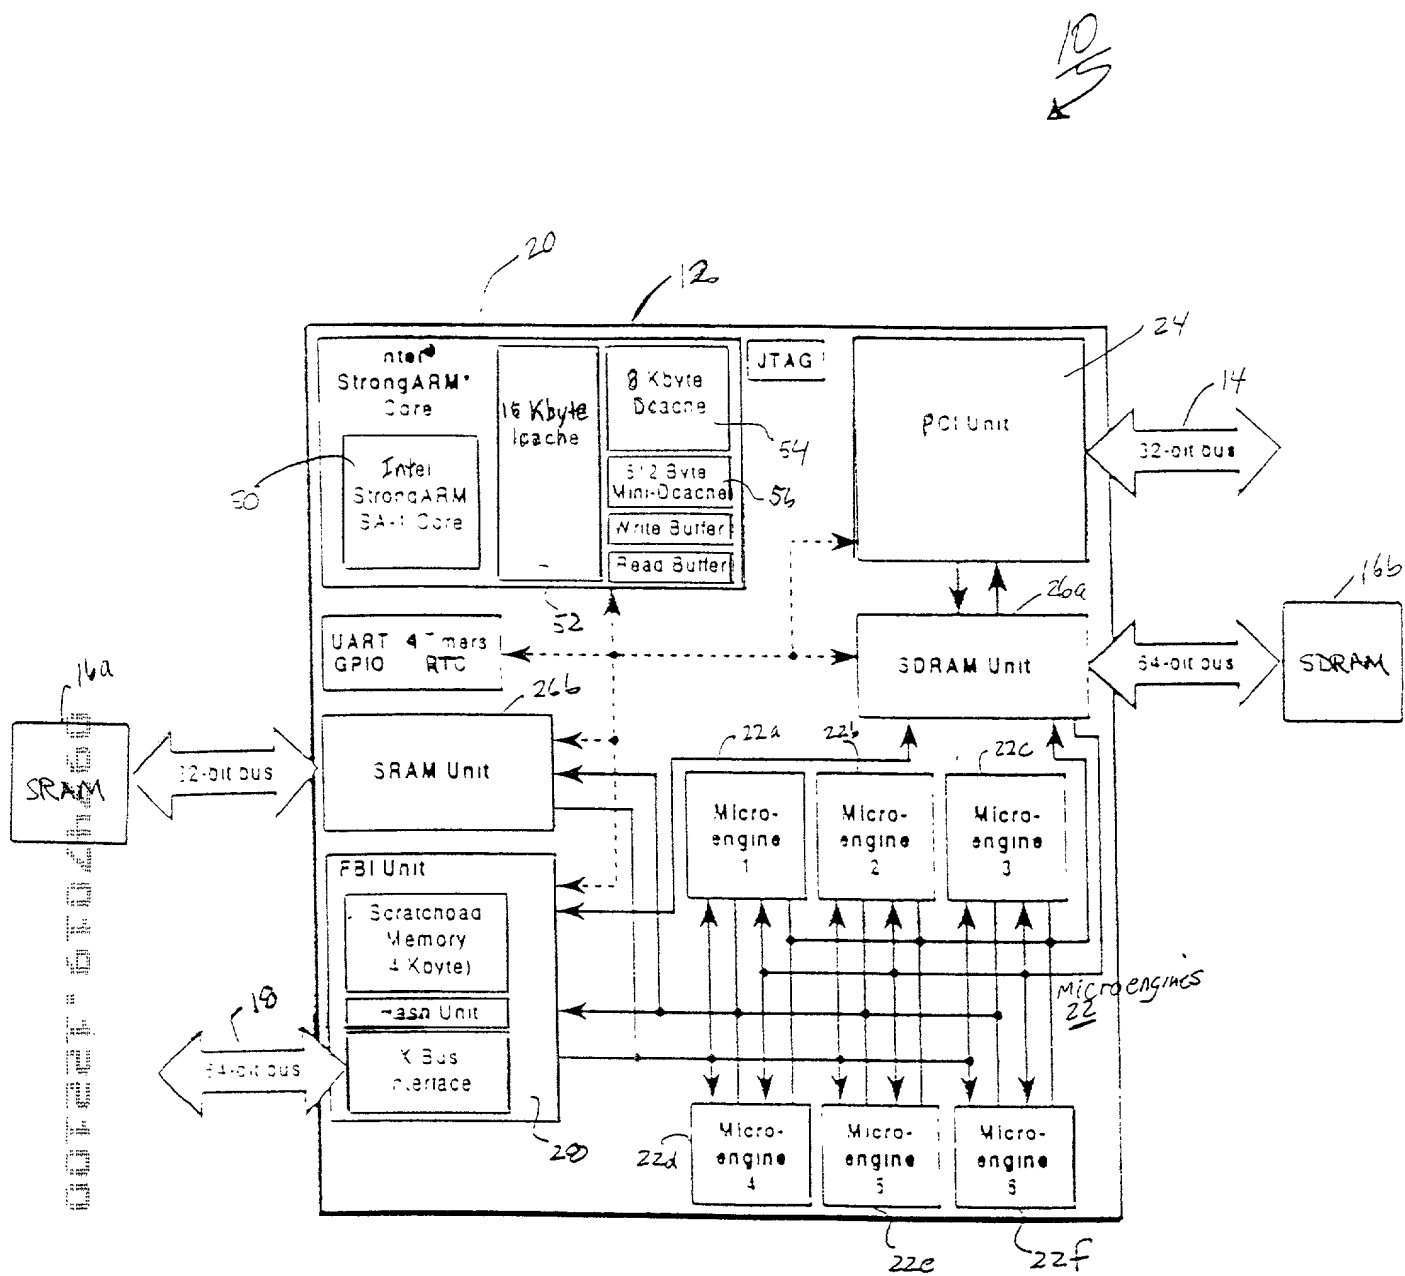 10
20
12
nter
StrongARM*
Core
50
Intel
StrongARM
SA-1 Core
16 Kbyte
Icache
52
8 Kbyte
Dcache
54
512 Byte
Mini-Dcache
56
Write Buffer
Read Buffer
JTAG
24
PCI Unit
14
32-bit bus
26a
SDRAM Unit
64-bit bus
16b
SDRAM
UART 4 Timers
GPIO RTC
26b
SRAM Unit
16a
SRAM
32-bit bus
FBI Unit
Scratchpad
Memory
4 Kbyte)
Hash Unit
X Bus
nterface
18
64-bit bus
28
22a
Micro-
engine
1
22b
Micro-
engine
2
22c
Micro-
engine
3
Microengines
22
22d
Micro-
engine
4
Micro-
engine
5
22e
Micro-
engine
6
22f